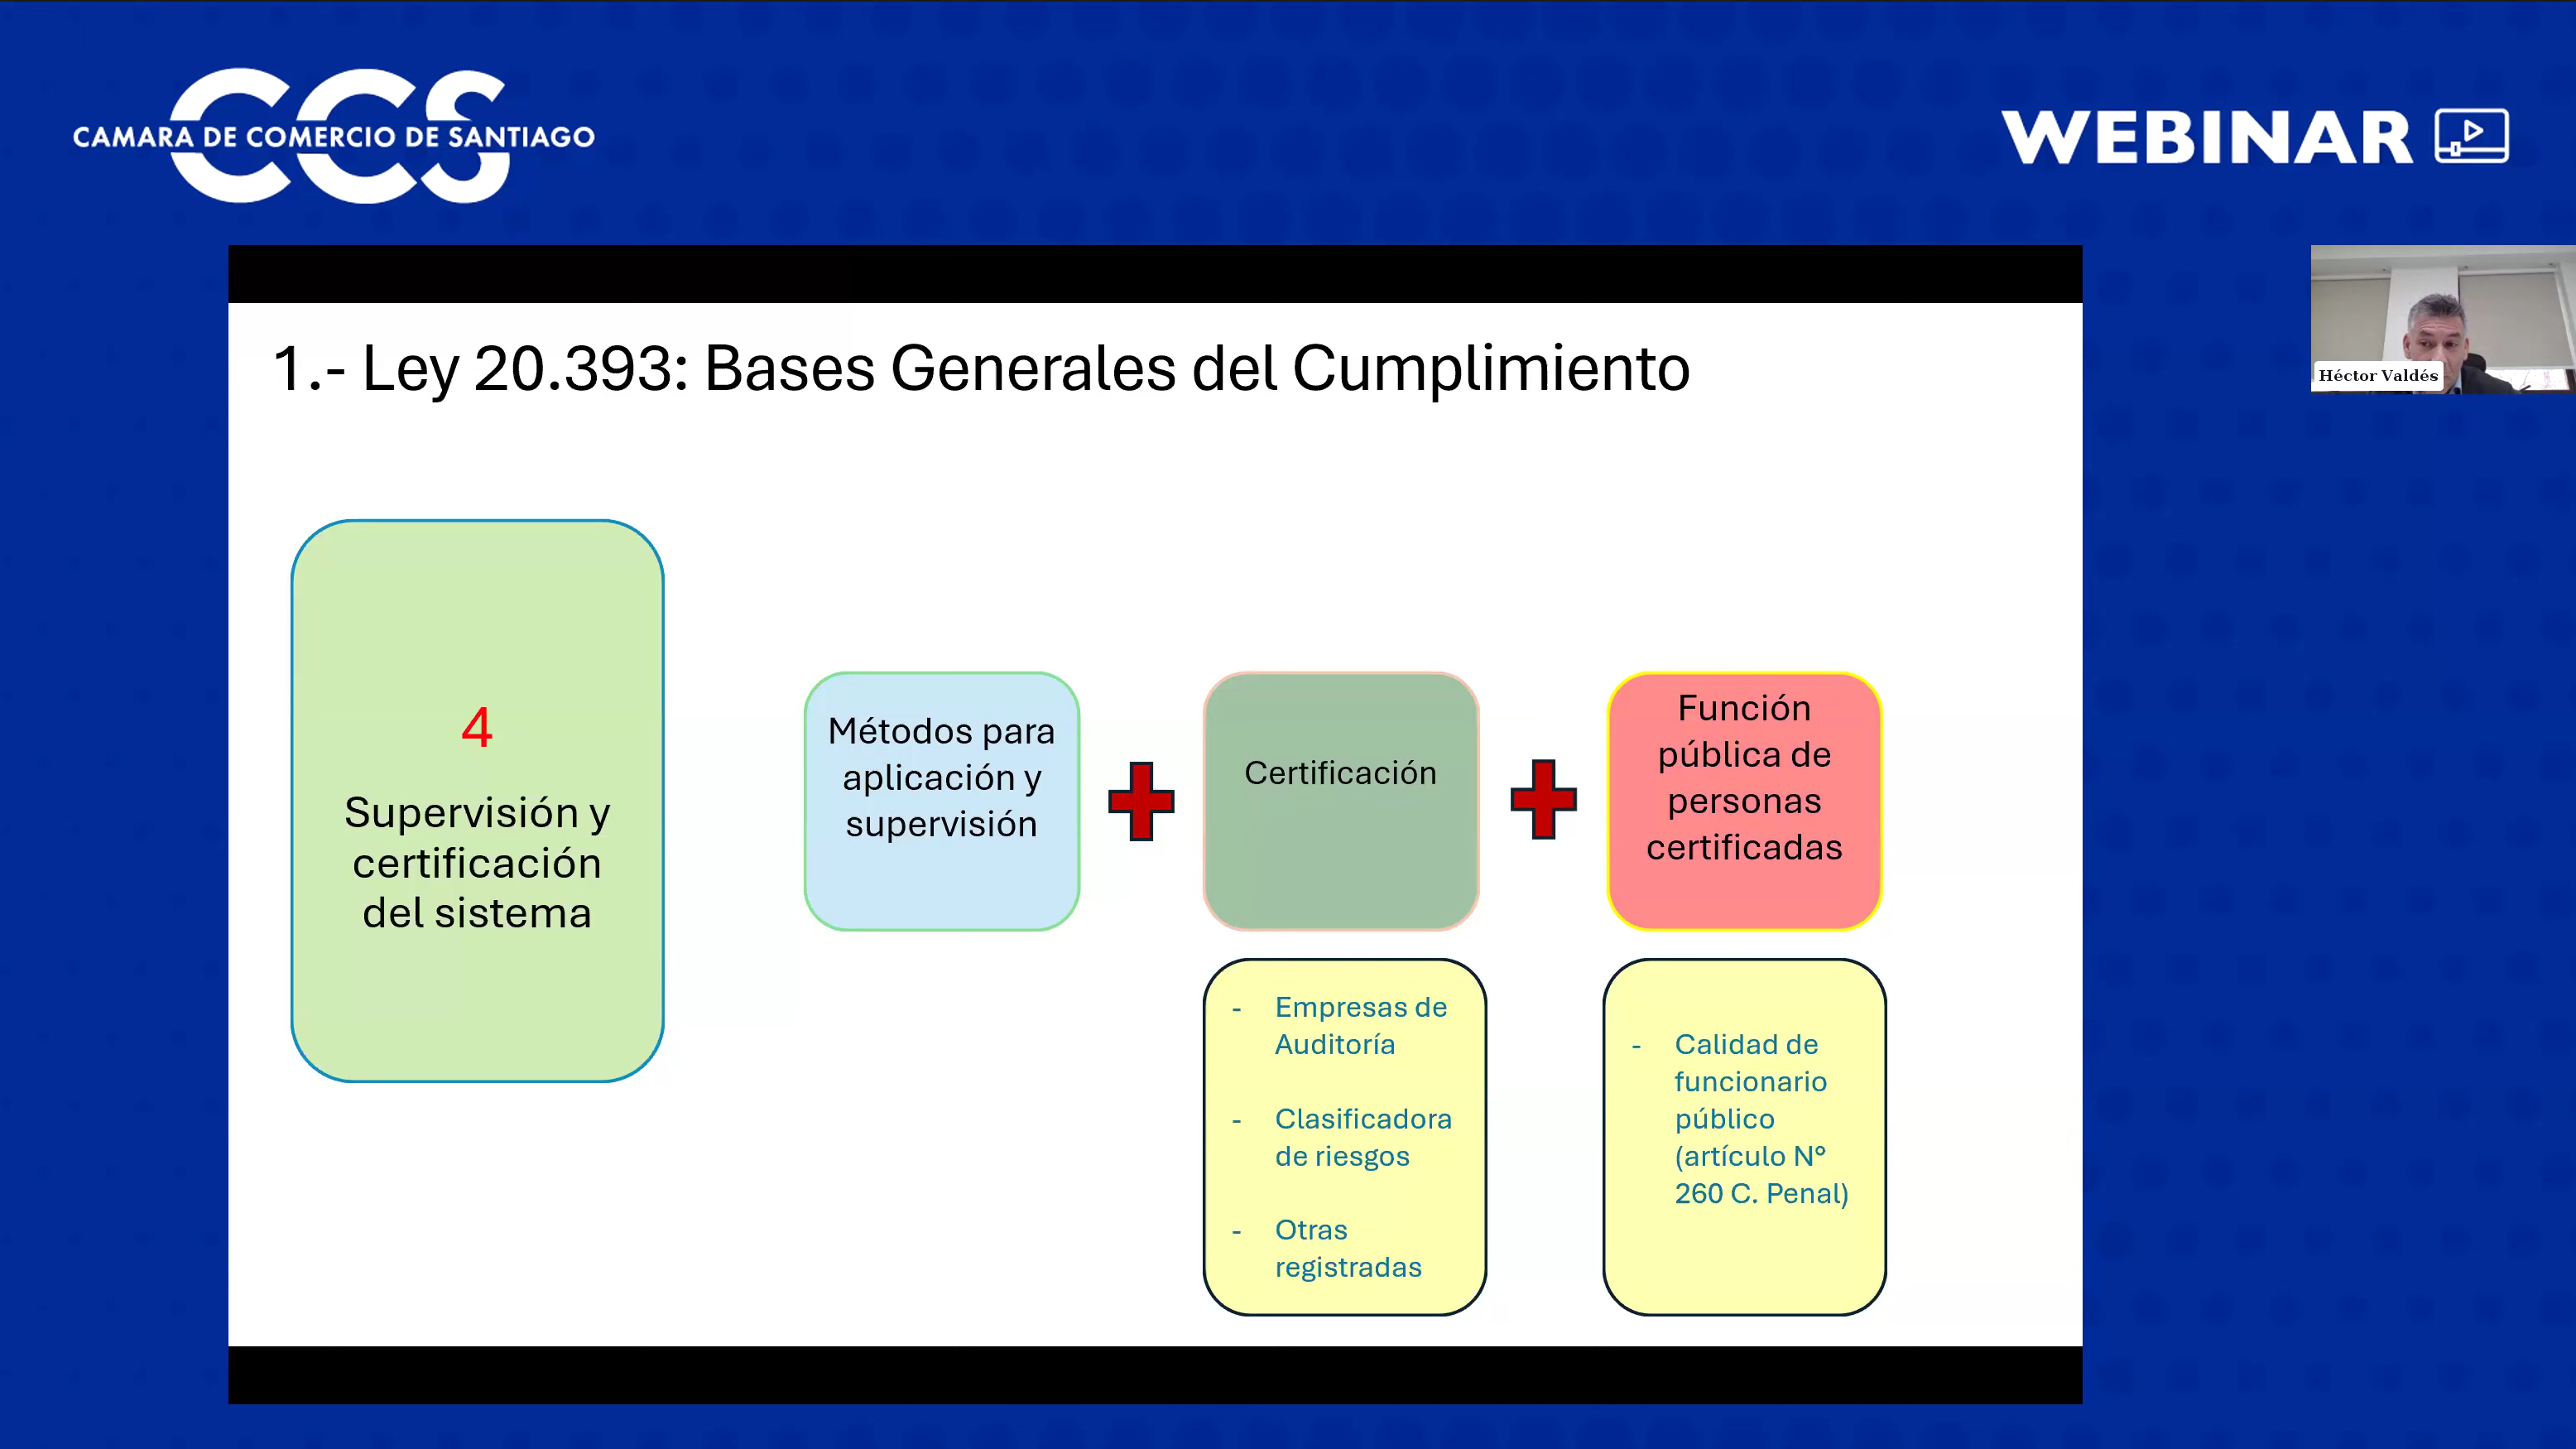 CCS
CAMARA DE COMERCIO DE SANTIAGO
WEBINAR
Héctor Valdés
1.- Ley 20.393: Bases Generales del Cumplimiento
4
Supervisión y
certificación
del sistema
Métodos para
aplicación y
supervisión
Certificación
Función
pública de
personas
certificadas
- Empresas de
Auditoría
- Clasificadora
de riesgos
- Otras
registradas
- Calidad de
funcionario
público
(artículo N°
260 C. Penal)